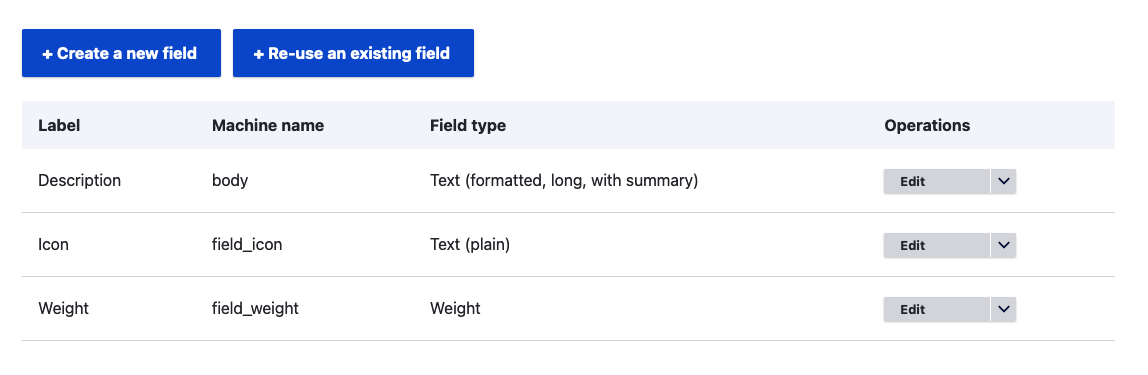 + Create a new field + Re-use an existing field
Label Machine name Field type Operations
Description body Text (formatted, long, with summary) Edit
Icon field_icon Text (plain) Edit
Weight field_weight Weight Edit